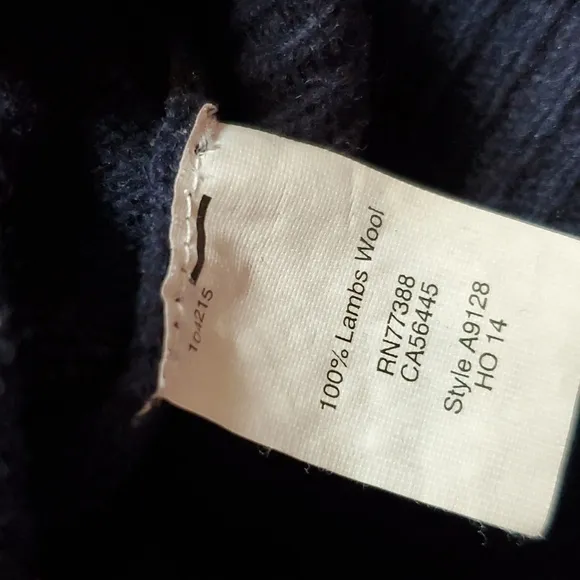 104215
100% Lambs Wool
RN77388
CA56445
Style A9128
HO 14